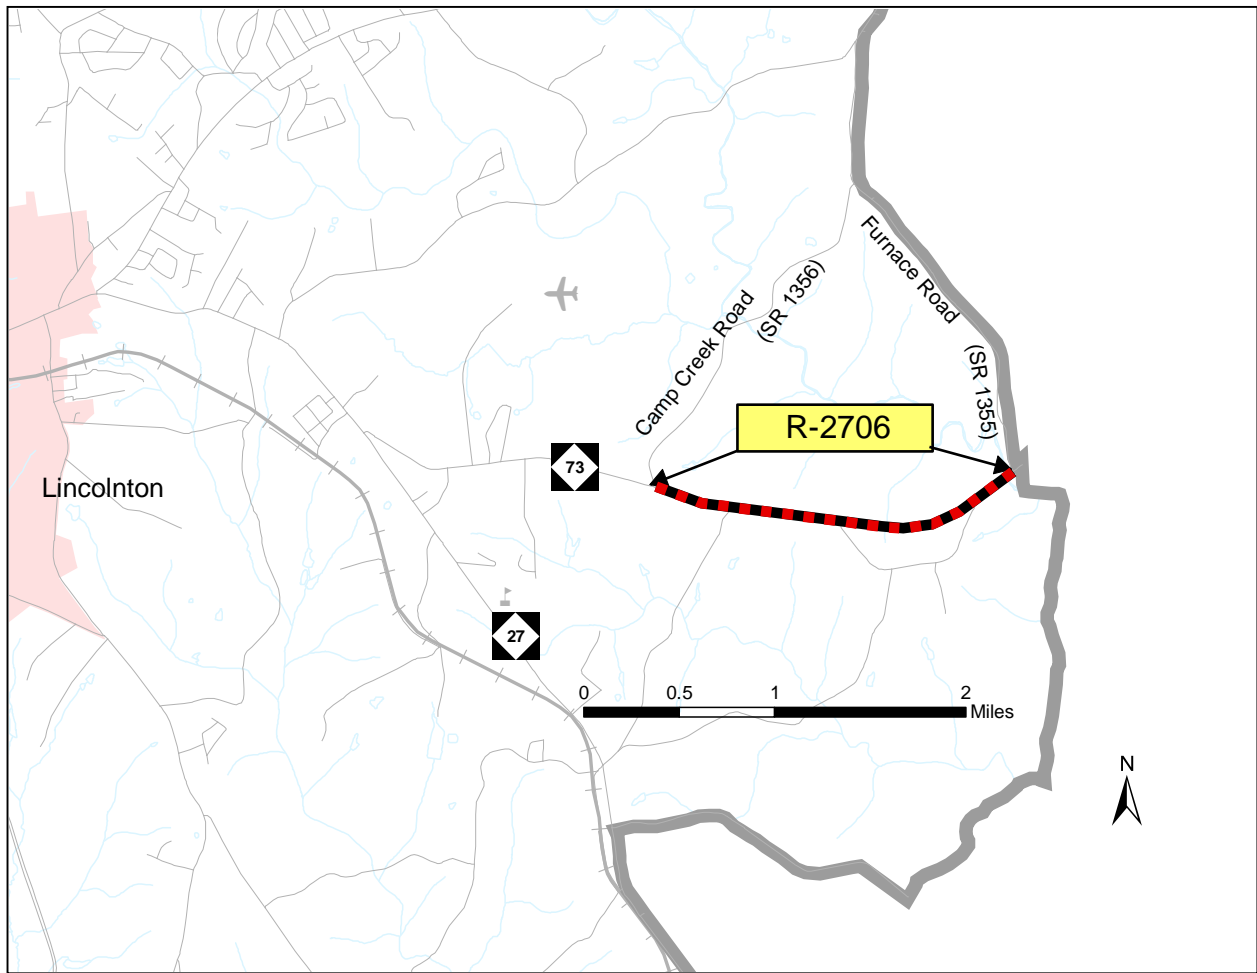 Furnace Road
(SR 1355)
Camp Creek Road
(SR 1356)
R-2706
73
Lincolnton
27
0 0.5 1 2
Miles
N